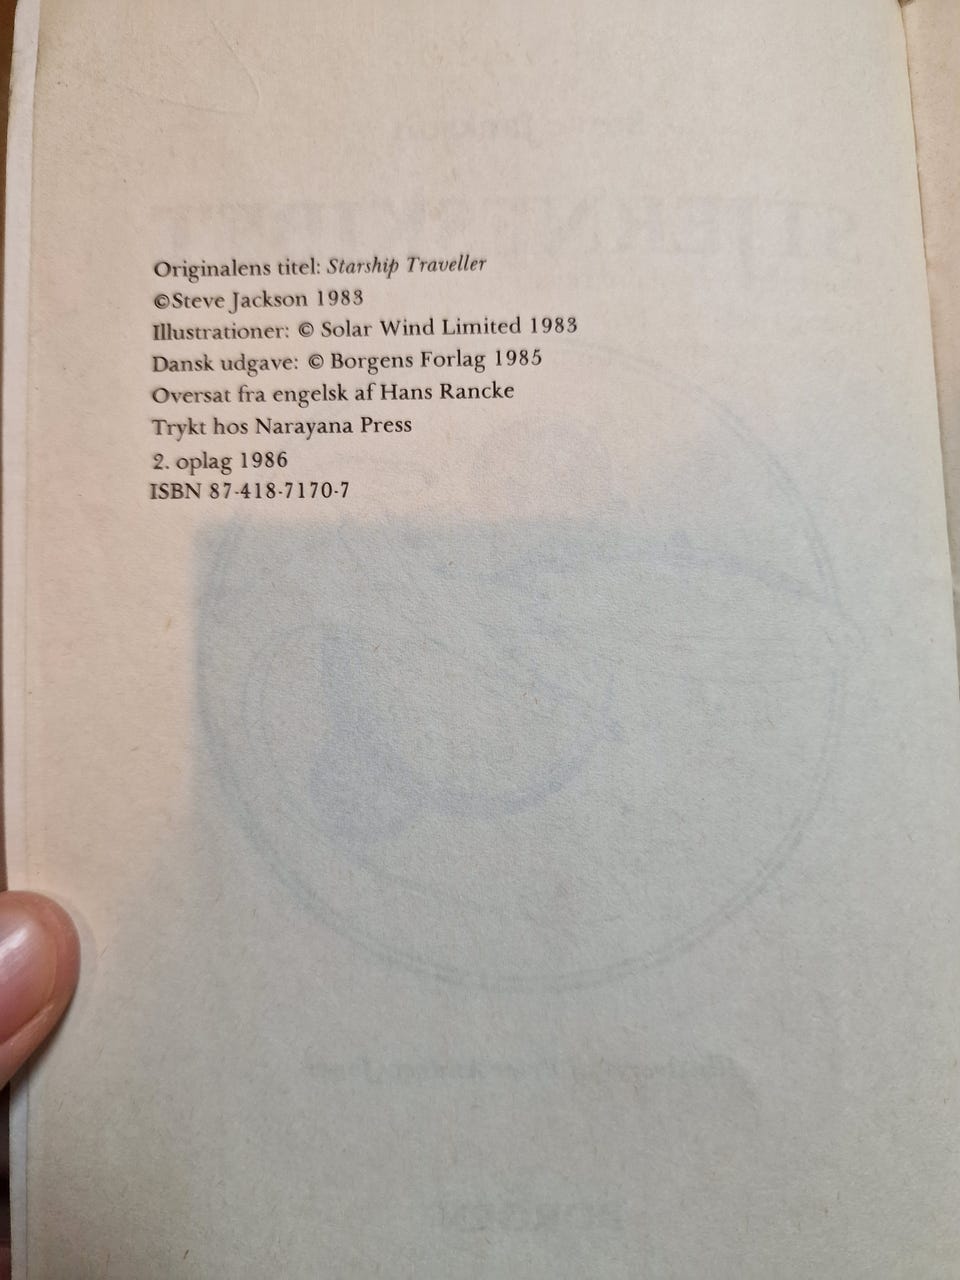 Originalens titel: Starship Traveller
©Steve Jackson 1983
Illustrationer: © Solar Wind Limited 1983
Dansk udgave: © Borgens Forlag 1985
Oversat fra engelsk af Hans Rancke
Trykt hos Narayana Press
2. oplag 1986
ISBN 87-418-7170-7